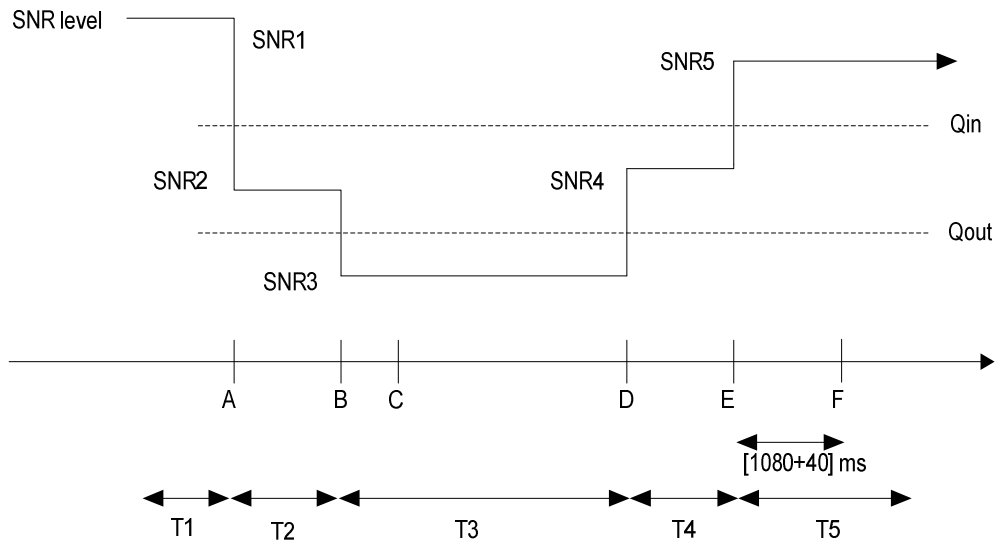 SNR level
SNR1
SNR5
Qin
SNR2
SNR4
Qout
SNR3
A B C D E F
[1080+40] ms
T1 T2 T3 T4 T5